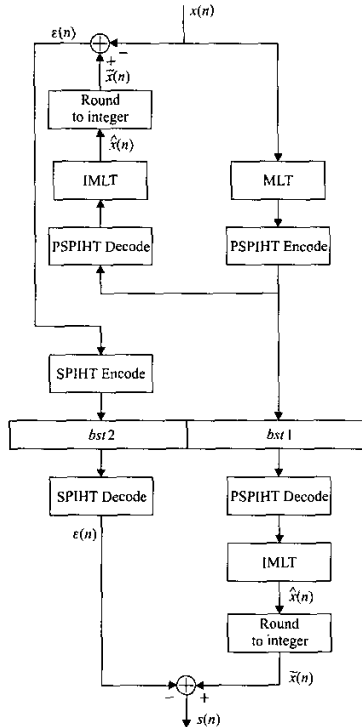 x(n)
ε(n)
−
+
x̃(n)
Round
to integer
x̂(n)
IMLT
MLT
PSPIHT Decode
PSPIHT Encode
SPIHT Encode
bst 2
bst 1
SPIHT Decode
PSPIHT Decode
ε(n)
IMLT
x̂(n)
Round
to integer
x̃(n)
−
+
s(n)